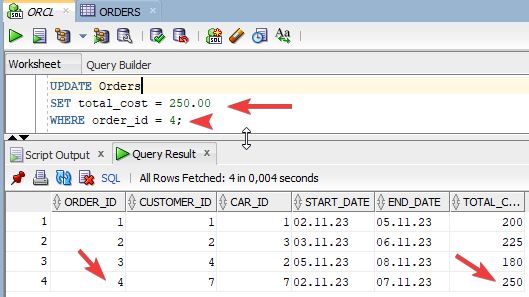 ORCL x ORDERS
SQL
Aa
Worksheet Query Builder
UPDATE Orders
SET total_cost = 250.00
WHERE order_id = 4;
Script Output x Query Result x
SQL | All Rows Fetched: 4 in 0,004 seconds
ORDER_ID CUSTOMER_ID CAR_ID START_DATE END_DATE TOTAL_C...
1 1 1 1 02.11.23 05.11.23 200
2 2 2 3 03.11.23 06.11.23 225
3 3 4 2 05.11.23 08.11.23 180
4 4 7 7 02.11.23 07.11.23 250